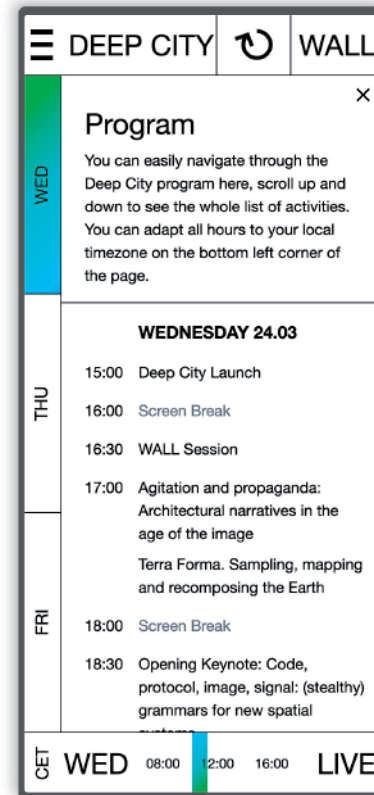 DEEP CITY WALL
Program
You can easily navigate through the
Deep City program here, scroll up and
down to see the whole list of activities.
You can adapt all hours to your local
timezone on the bottom left corner of
the page.
WED
WEDNESDAY 24.03
15:00 Deep City Launch
16:00 Screen Break
16:30 WALL Session
THU
17:00 Agitation and propaganda:
Architectural narratives in the
age of the image
Terra Forma. Sampling, mapping
and recomposing the Earth
FRI
18:00 Screen Break
18:30 Opening Keynote: Code,
protocol, image, signal: (stealthy)
grammars for new spatial
CET WED 08:00 12:00 16:00 LIVE